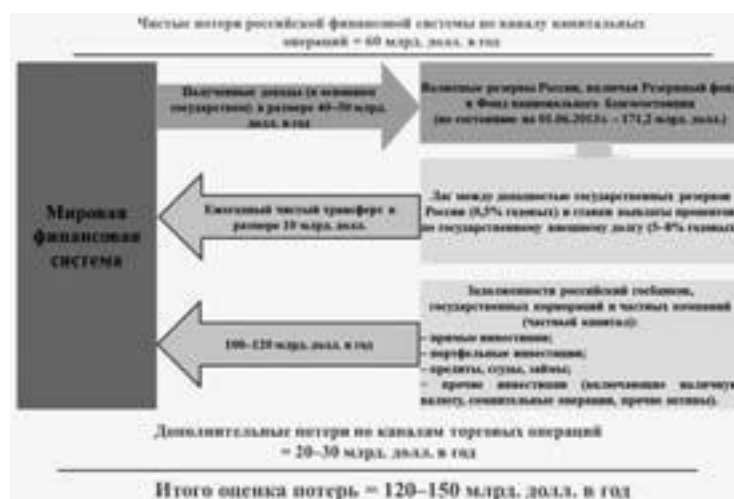 Чистые потери российской финансовой системы по каналу капитальных
операций = 60 млрд. долл. в год
Мировая
финансовая
система
Полученные доходы (в основном
государством) в размере 40–50 млрд.
долл. в год
Валютные резервы России, включая Резервный фонд
и Фонд национального благосостояния
(по состоянию на 01.06.2013г. – 171,2 млрд. долл.)
Ежегодный чистый трансферт в
размере 10 млрд. долл.
Лаг между доходностью государственных резервов
России (0,5% годовых) и ставки выплаты процентов
по государственному внешнему долгу (5–8% годовых)
100–120 млрд. долл. в год
Задолженности российский госбанков,
государственных корпораций и частных компаний
(частный капитал):
– прямые инвестиции;
– портфельные инвестиции;
– кредиты, ссуды, займы;
– прочие инвестиции (включающие наличную
валюту, сомнительные операции, прочие активы).
Дополнительные потери по каналам торговых операций
= 20–30 млрд. долл. в год
Итого оценка потерь = 120–150 млрд. долл. в год